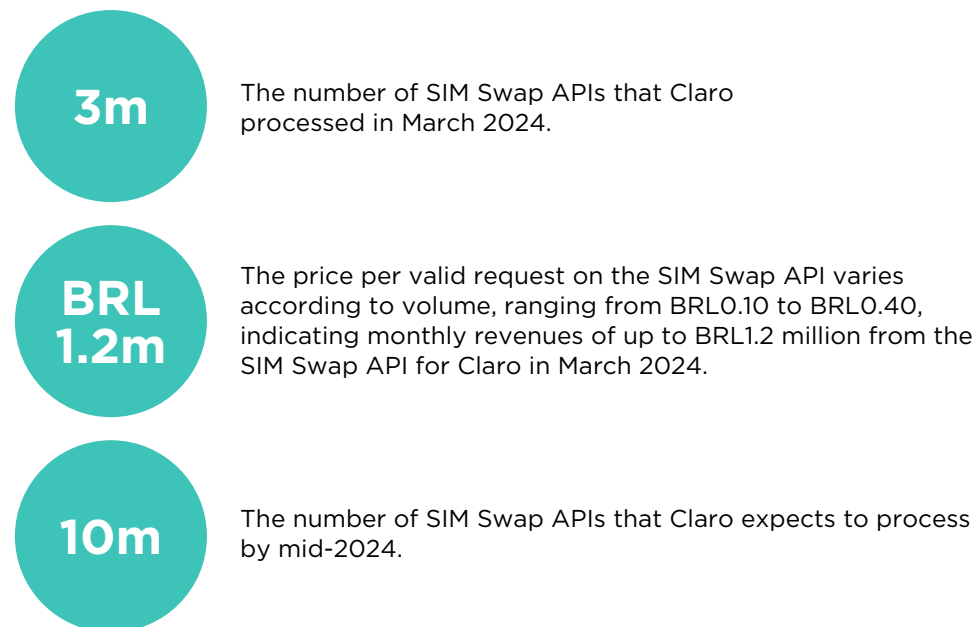 3m
The number of SIM Swap APIs that Claro
processed in March 2024.
BRL
1.2m
The price per valid request on the SIM Swap API varies
according to volume, ranging from BRL0.10 to BRL0.40,
indicating monthly revenues of up to BRL1.2 million from the
SIM Swap API for Claro in March 2024.
10m
The number of SIM Swap APIs that Claro expects to process
by mid-2024.